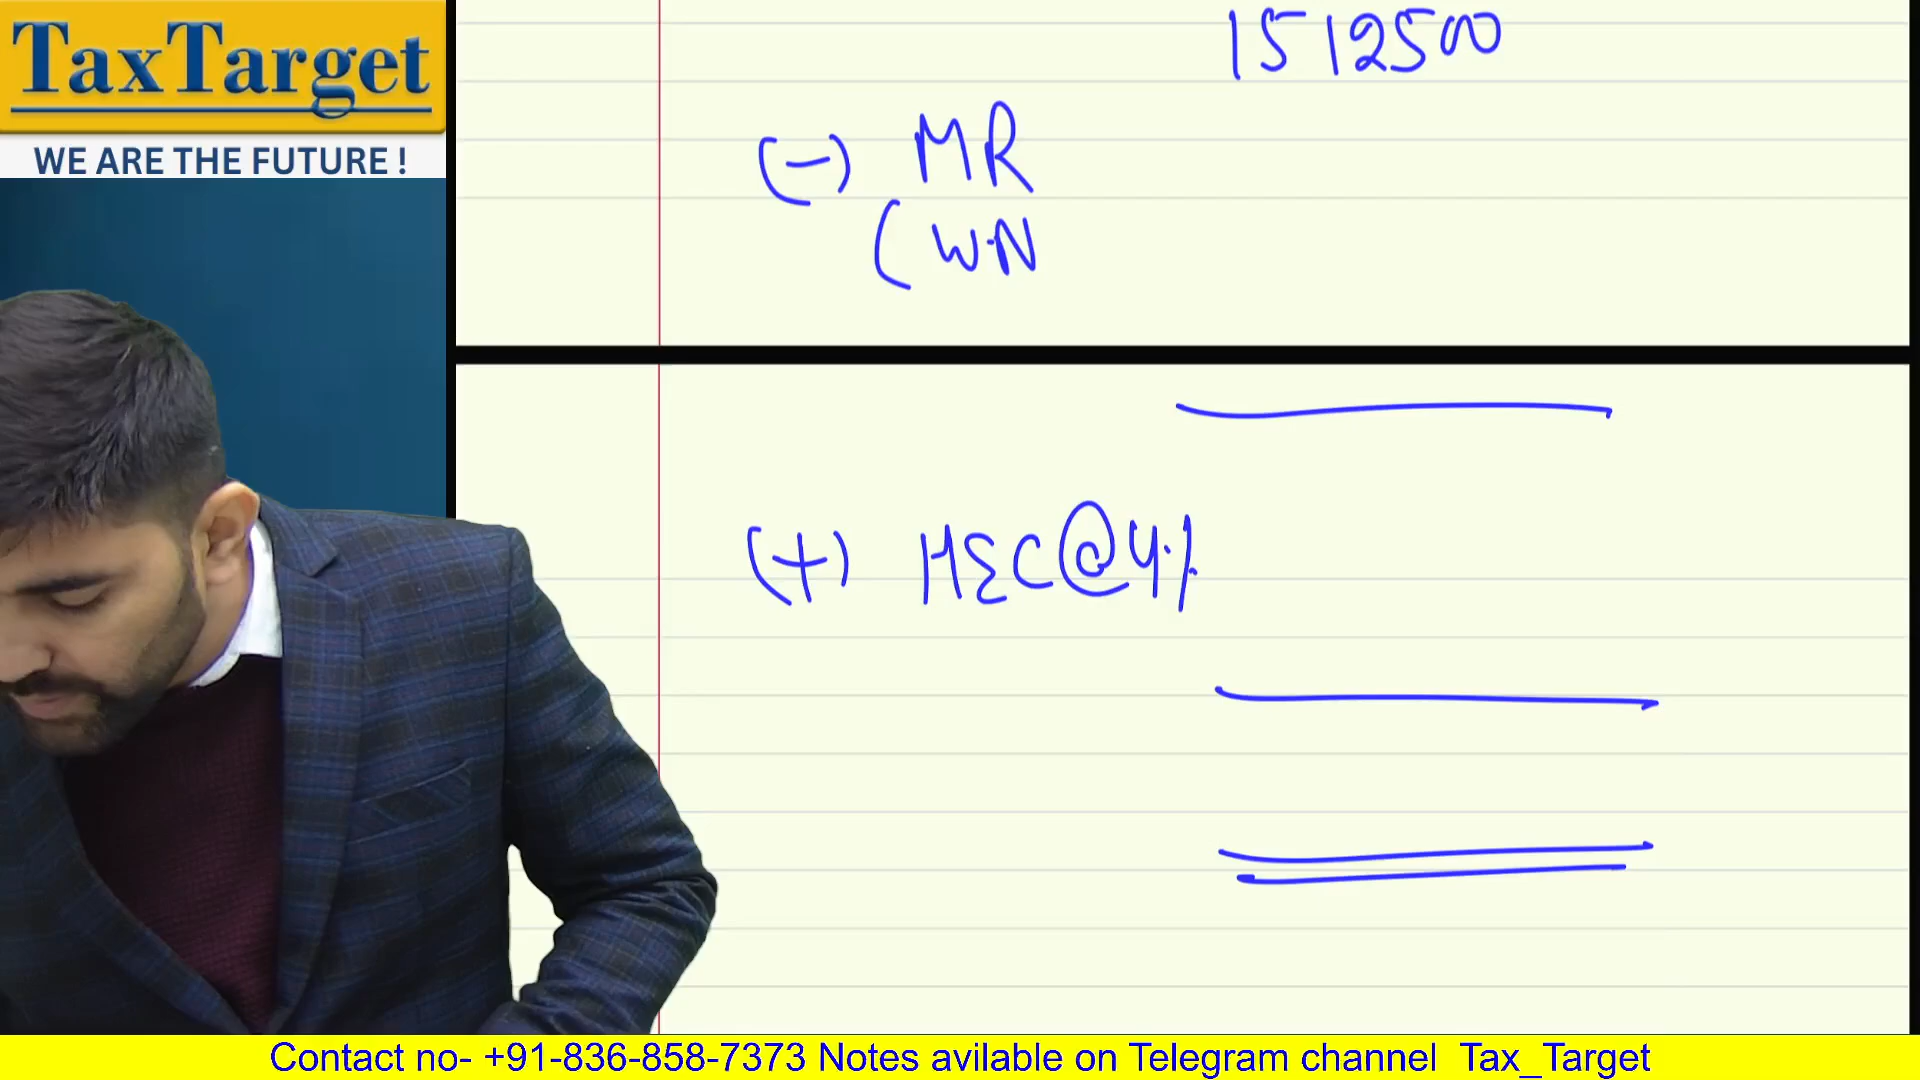 TaxTarget
WE ARE THE FUTURE !
1512500
(-) MR
( W.N
(+) HEC@4%
Contact no- +91-836-858-7373 Notes avilable on Telegram channel Tax_Target